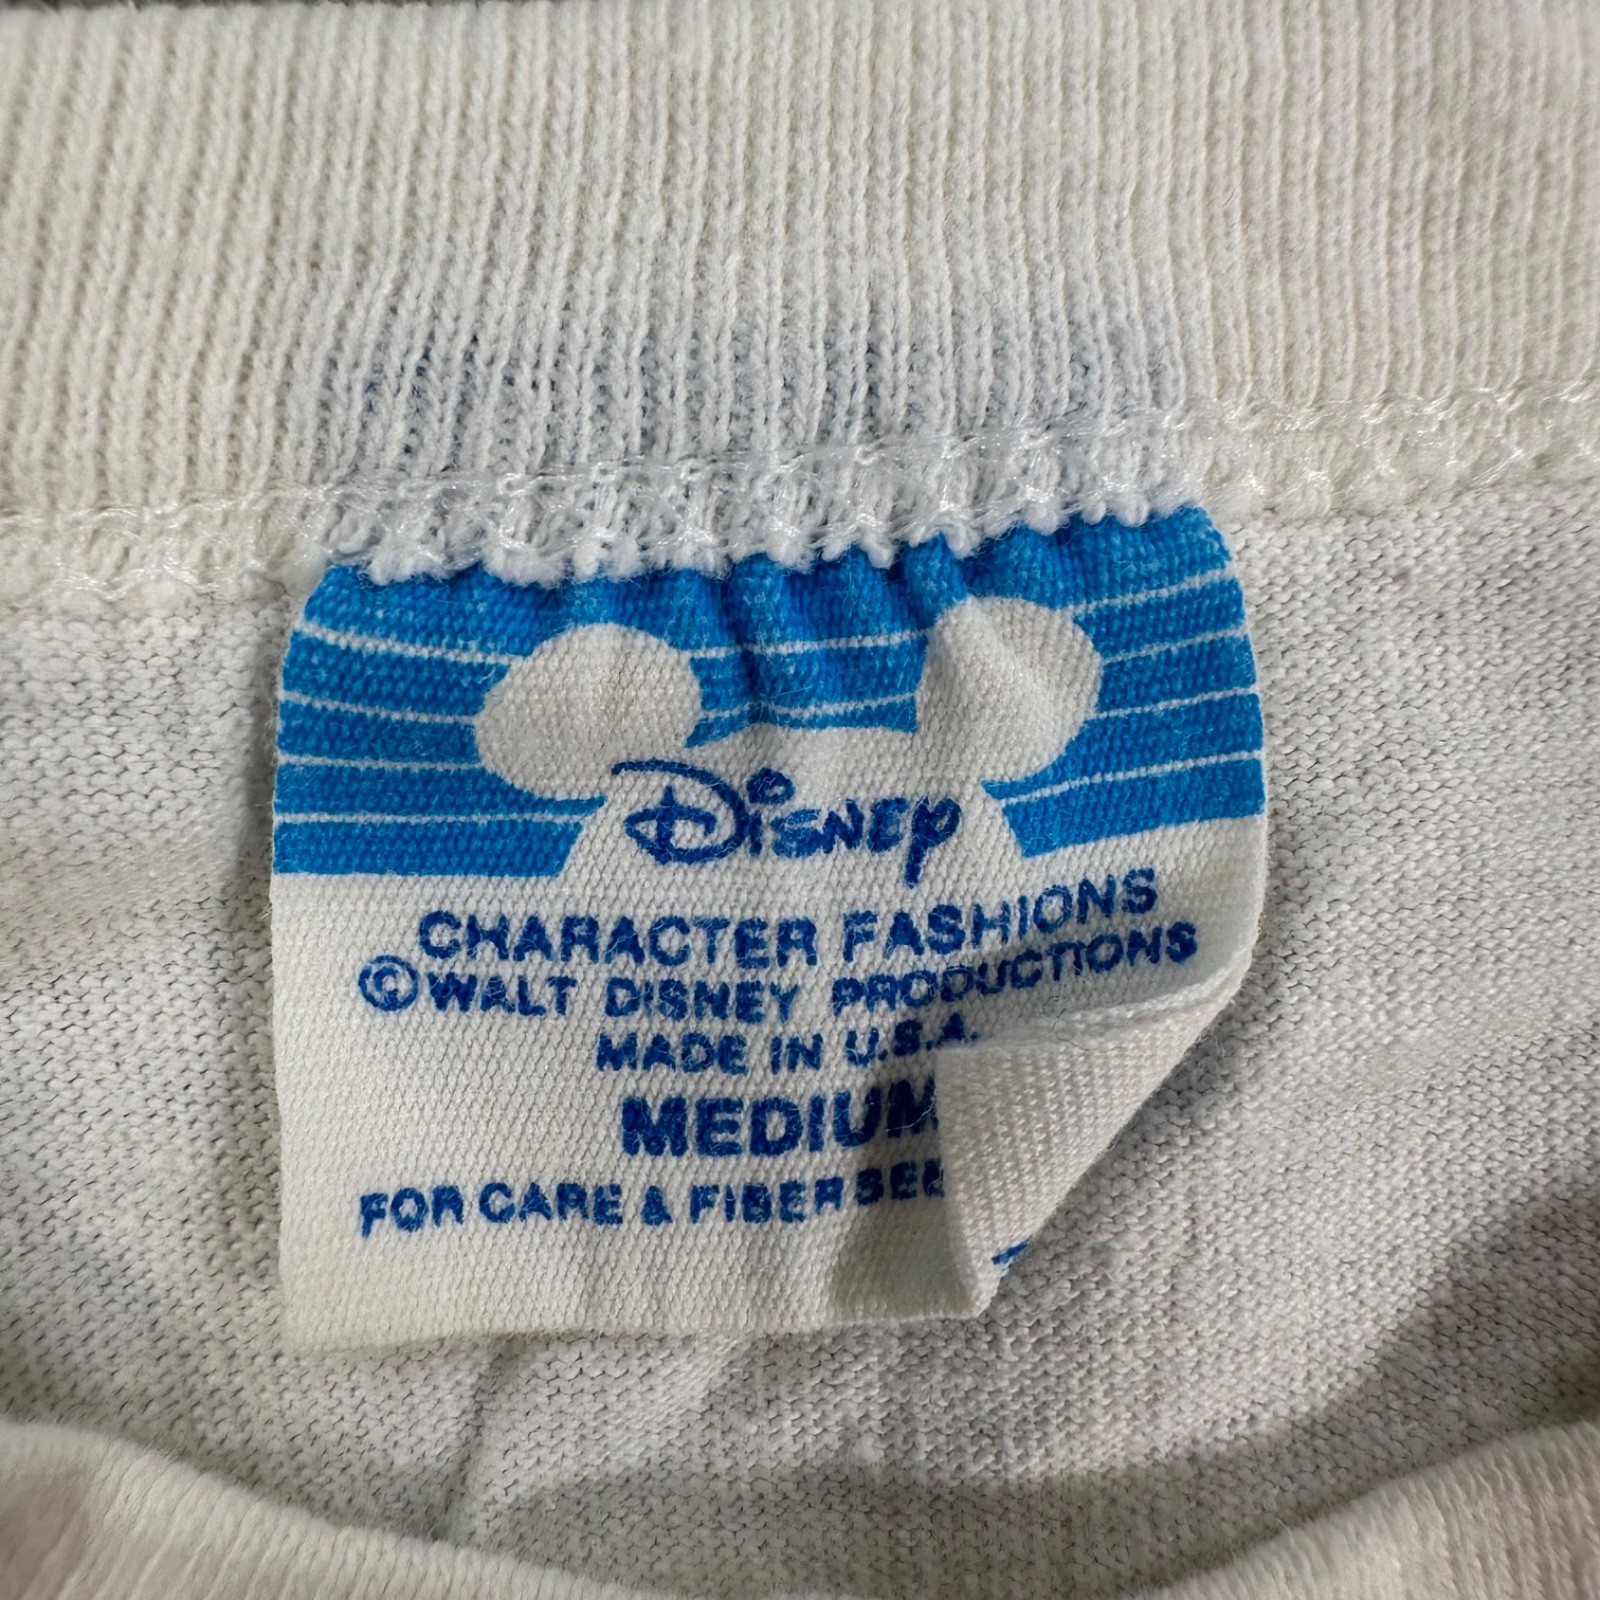 Disney
CHARACTER FASHIONS
©WALT DISNEY PRODUCTIONS
MADE IN U.S.A.
MEDIUM
FOR CARE & FIBER